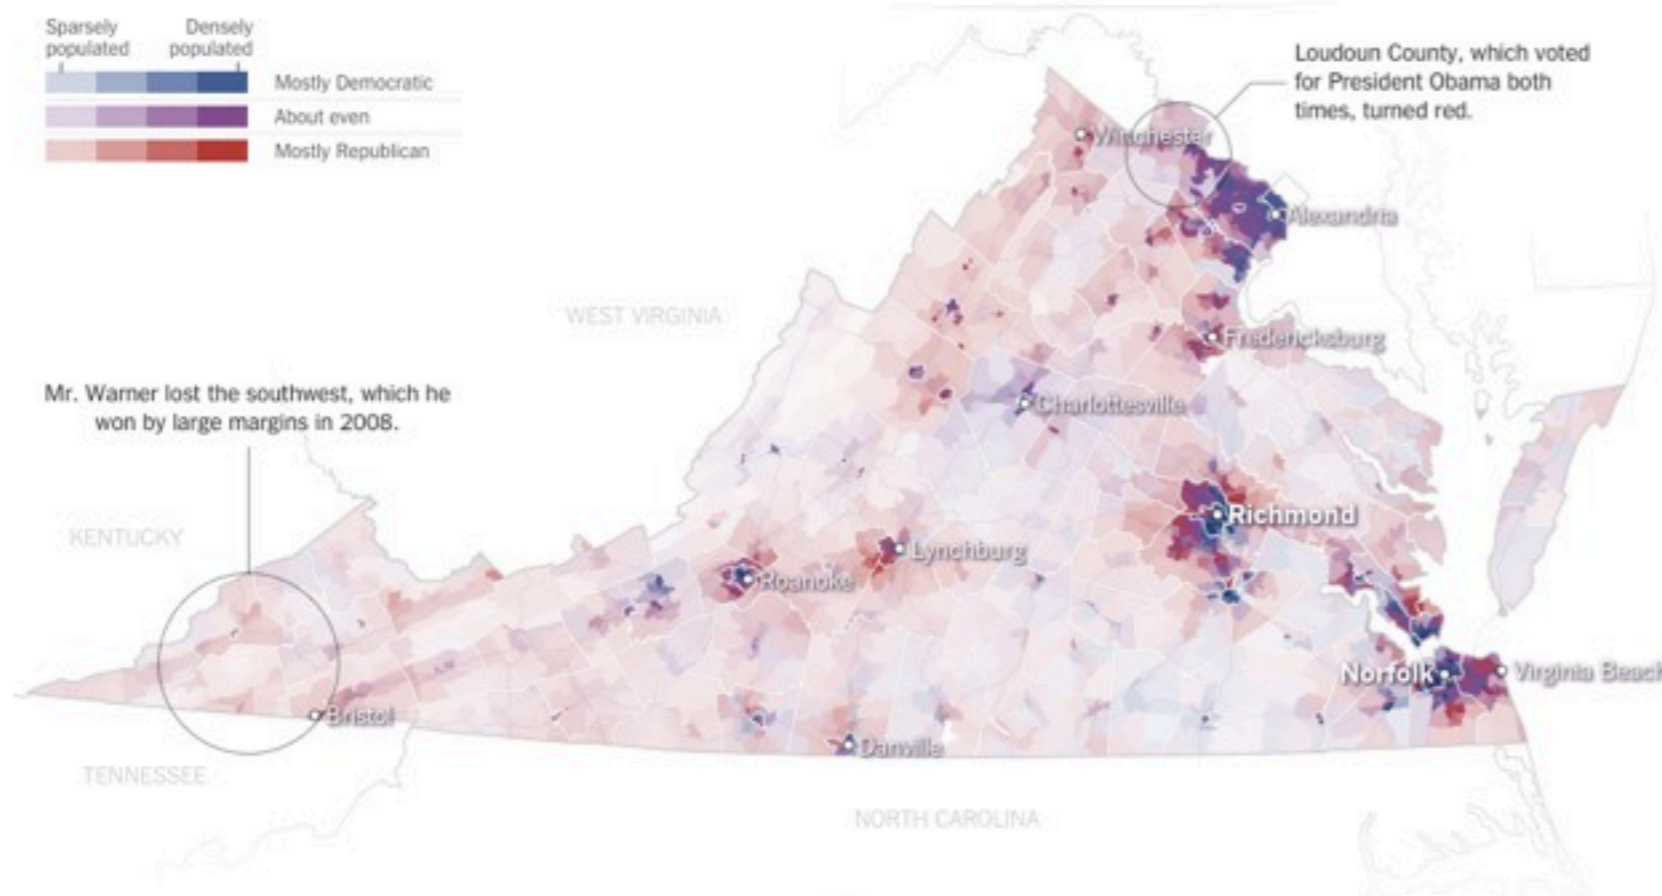 Sparsely
populated
Densely
populated
Mostly Democratic
About even
Mostly Republican
Loudoun County, which voted
for President Obama both
times, turned red.
Winchester
Alexandria
WEST VIRGINIA
Fredericksburg
Mr. Warner lost the southwest, which he
won by large margins in 2008.
Charlottesville
Richmond
KENTUCKY
Lynchburg
Roanoke
Norfolk
Virginia Beach
Bristol
Danville
TENNESSEE
NORTH CAROLINA